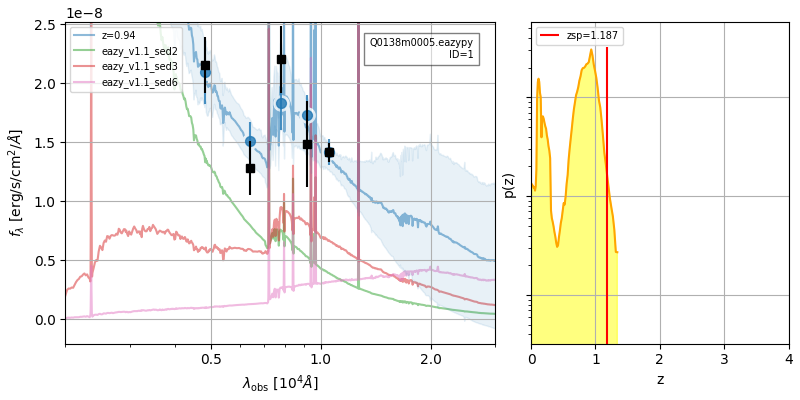 1e−8
2.5
2.0
1.5
1.0
0.5
0.0
f_λ [erg/s/cm²/Å]
z=0.94
eazy_v1.1_sed2
eazy_v1.1_sed3
eazy_v1.1_sed6
Q0138m0005.eazypy
ID=1
0.5 1.0 2.0
λ_obs [10⁴Å]
p(z)
zsp=1.187
0 1 2 3 4
z